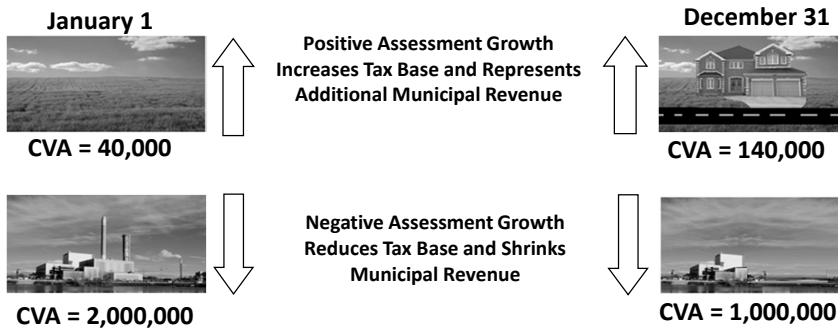 January 1
December 31
Positive Assessment Growth
Increases Tax Base and Represents
Additional Municipal Revenue
CVA = 40,000
CVA = 140,000
Negative Assessment Growth
Reduces Tax Base and Shrinks
Municipal Revenue
CVA = 2,000,000
CVA = 1,000,000